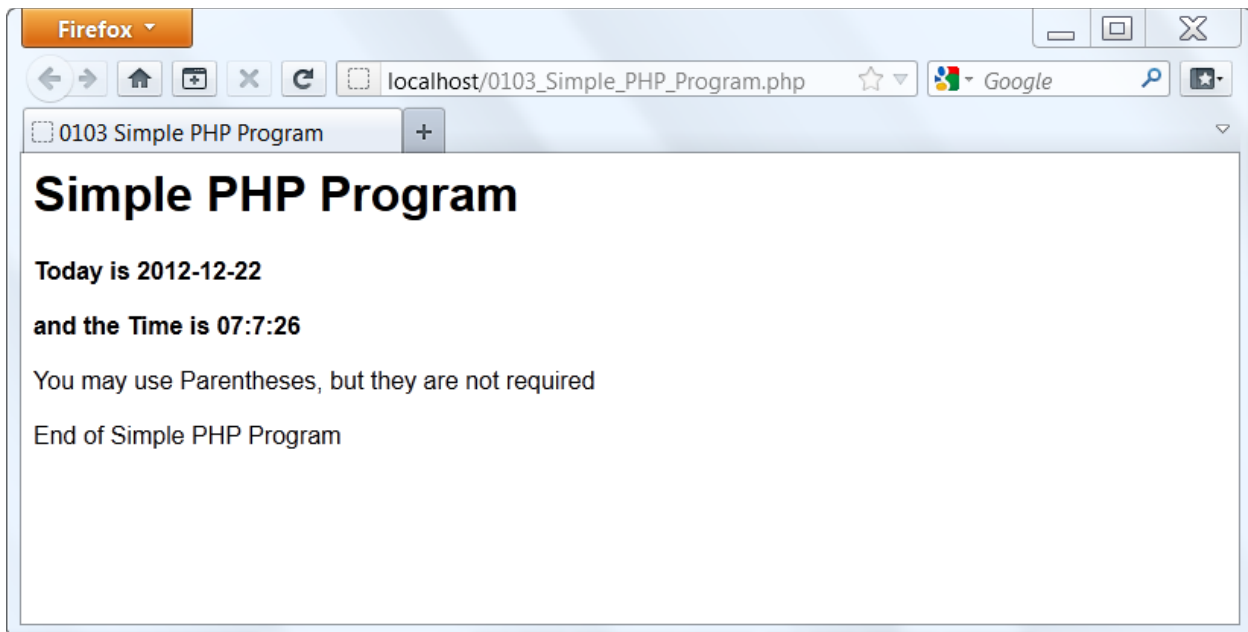 Firefox
localhost/0103_Simple_PHP_Program.php
Google
0103 Simple PHP Program
Simple PHP Program
Today is 2012-12-22
and the Time is 07:7:26
You may use Parentheses, but they are not required
End of Simple PHP Program